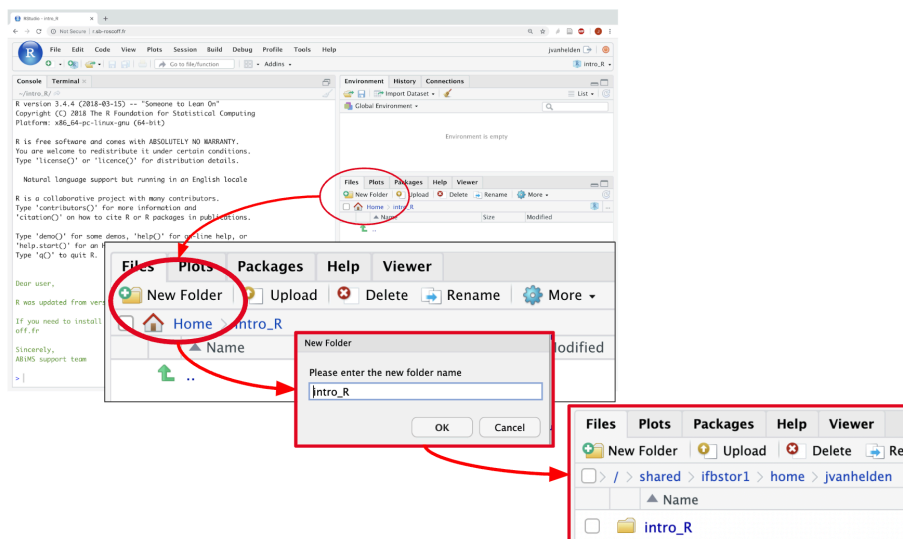 RStudio - intro_R
Not Secure | r.sb-roscoff.fr
R File Edit Code View Plots Session Build Debug Profile Tools Help jvanhelden
Go to file/function Addins intro_R
Console Terminal
~/intro_R/
R version 3.4.4 (2018-03-15) -- "Someone to Lean On"
Copyright (C) 2018 The R Foundation for Statistical Computing
Platform: x86_64-pc-linux-gnu (64-bit)
R is free software and comes with ABSOLUTELY NO WARRANTY.
You are welcome to redistribute it under certain conditions.
Type 'license()' or 'licence()' for distribution details.
Natural language support but running in an English locale
R is a collaborative project with many contributors.
Type 'contributors()' for more information and
'citation()' on how to cite R or R packages in publications.
Type 'demo()' for some demos, 'help()' for on-line help, or
'help.start()' for an H
Type 'q()' to quit R.
Dear user,
R was updated from vers
If you need to install
off.fr
Sincerely,
ABiMS support team
>
Environment History Connections
Import Dataset List
Global Environment
Environment is empty
Files Plots Packages Help Viewer
New Folder Upload Delete Rename More
Home > intro_R
Name Size Modified
..
Files Plots Packages Help Viewer
New Folder Upload Delete Rename More
Home > intro_R
Name odified
..
New Folder
Please enter the new folder name
intro_R
OK Cancel
Files Plots Packages Help Viewer
New Folder Upload Delete Re
> / > shared > ifbstor1 > home > jvanhelden
Name
intro_R